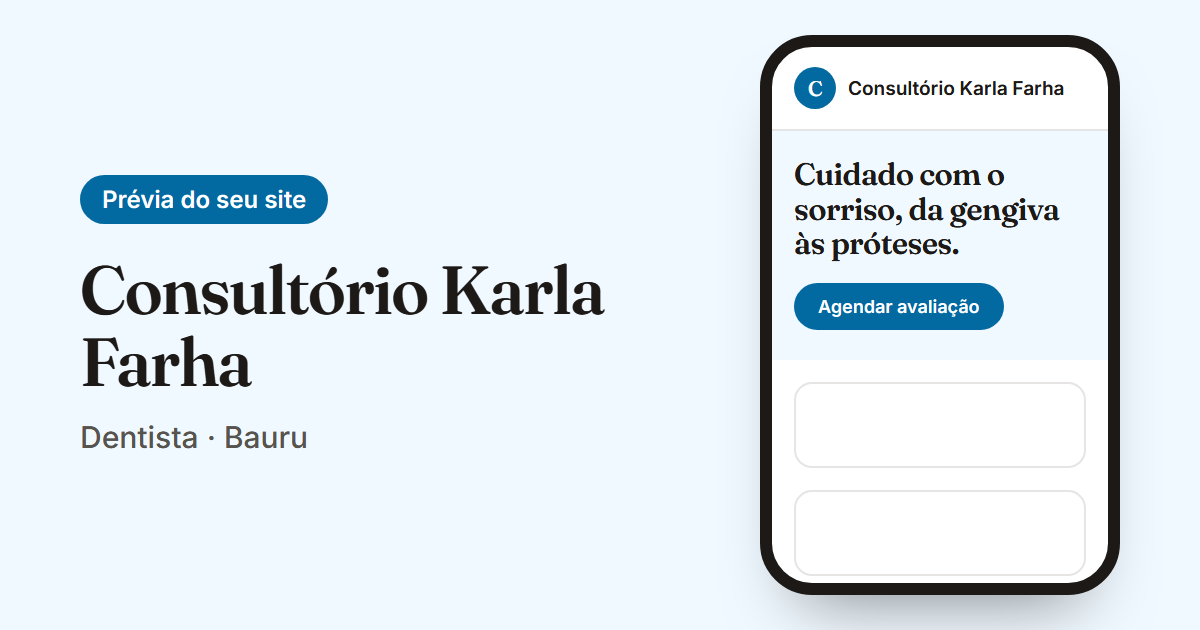 Prévia do seu site
Consultório Karla
Farha
Dentista · Bauru
C
Consultório Karla Farha
Cuidado com o
sorriso, da gengiva
às próteses.
Agendar avaliação